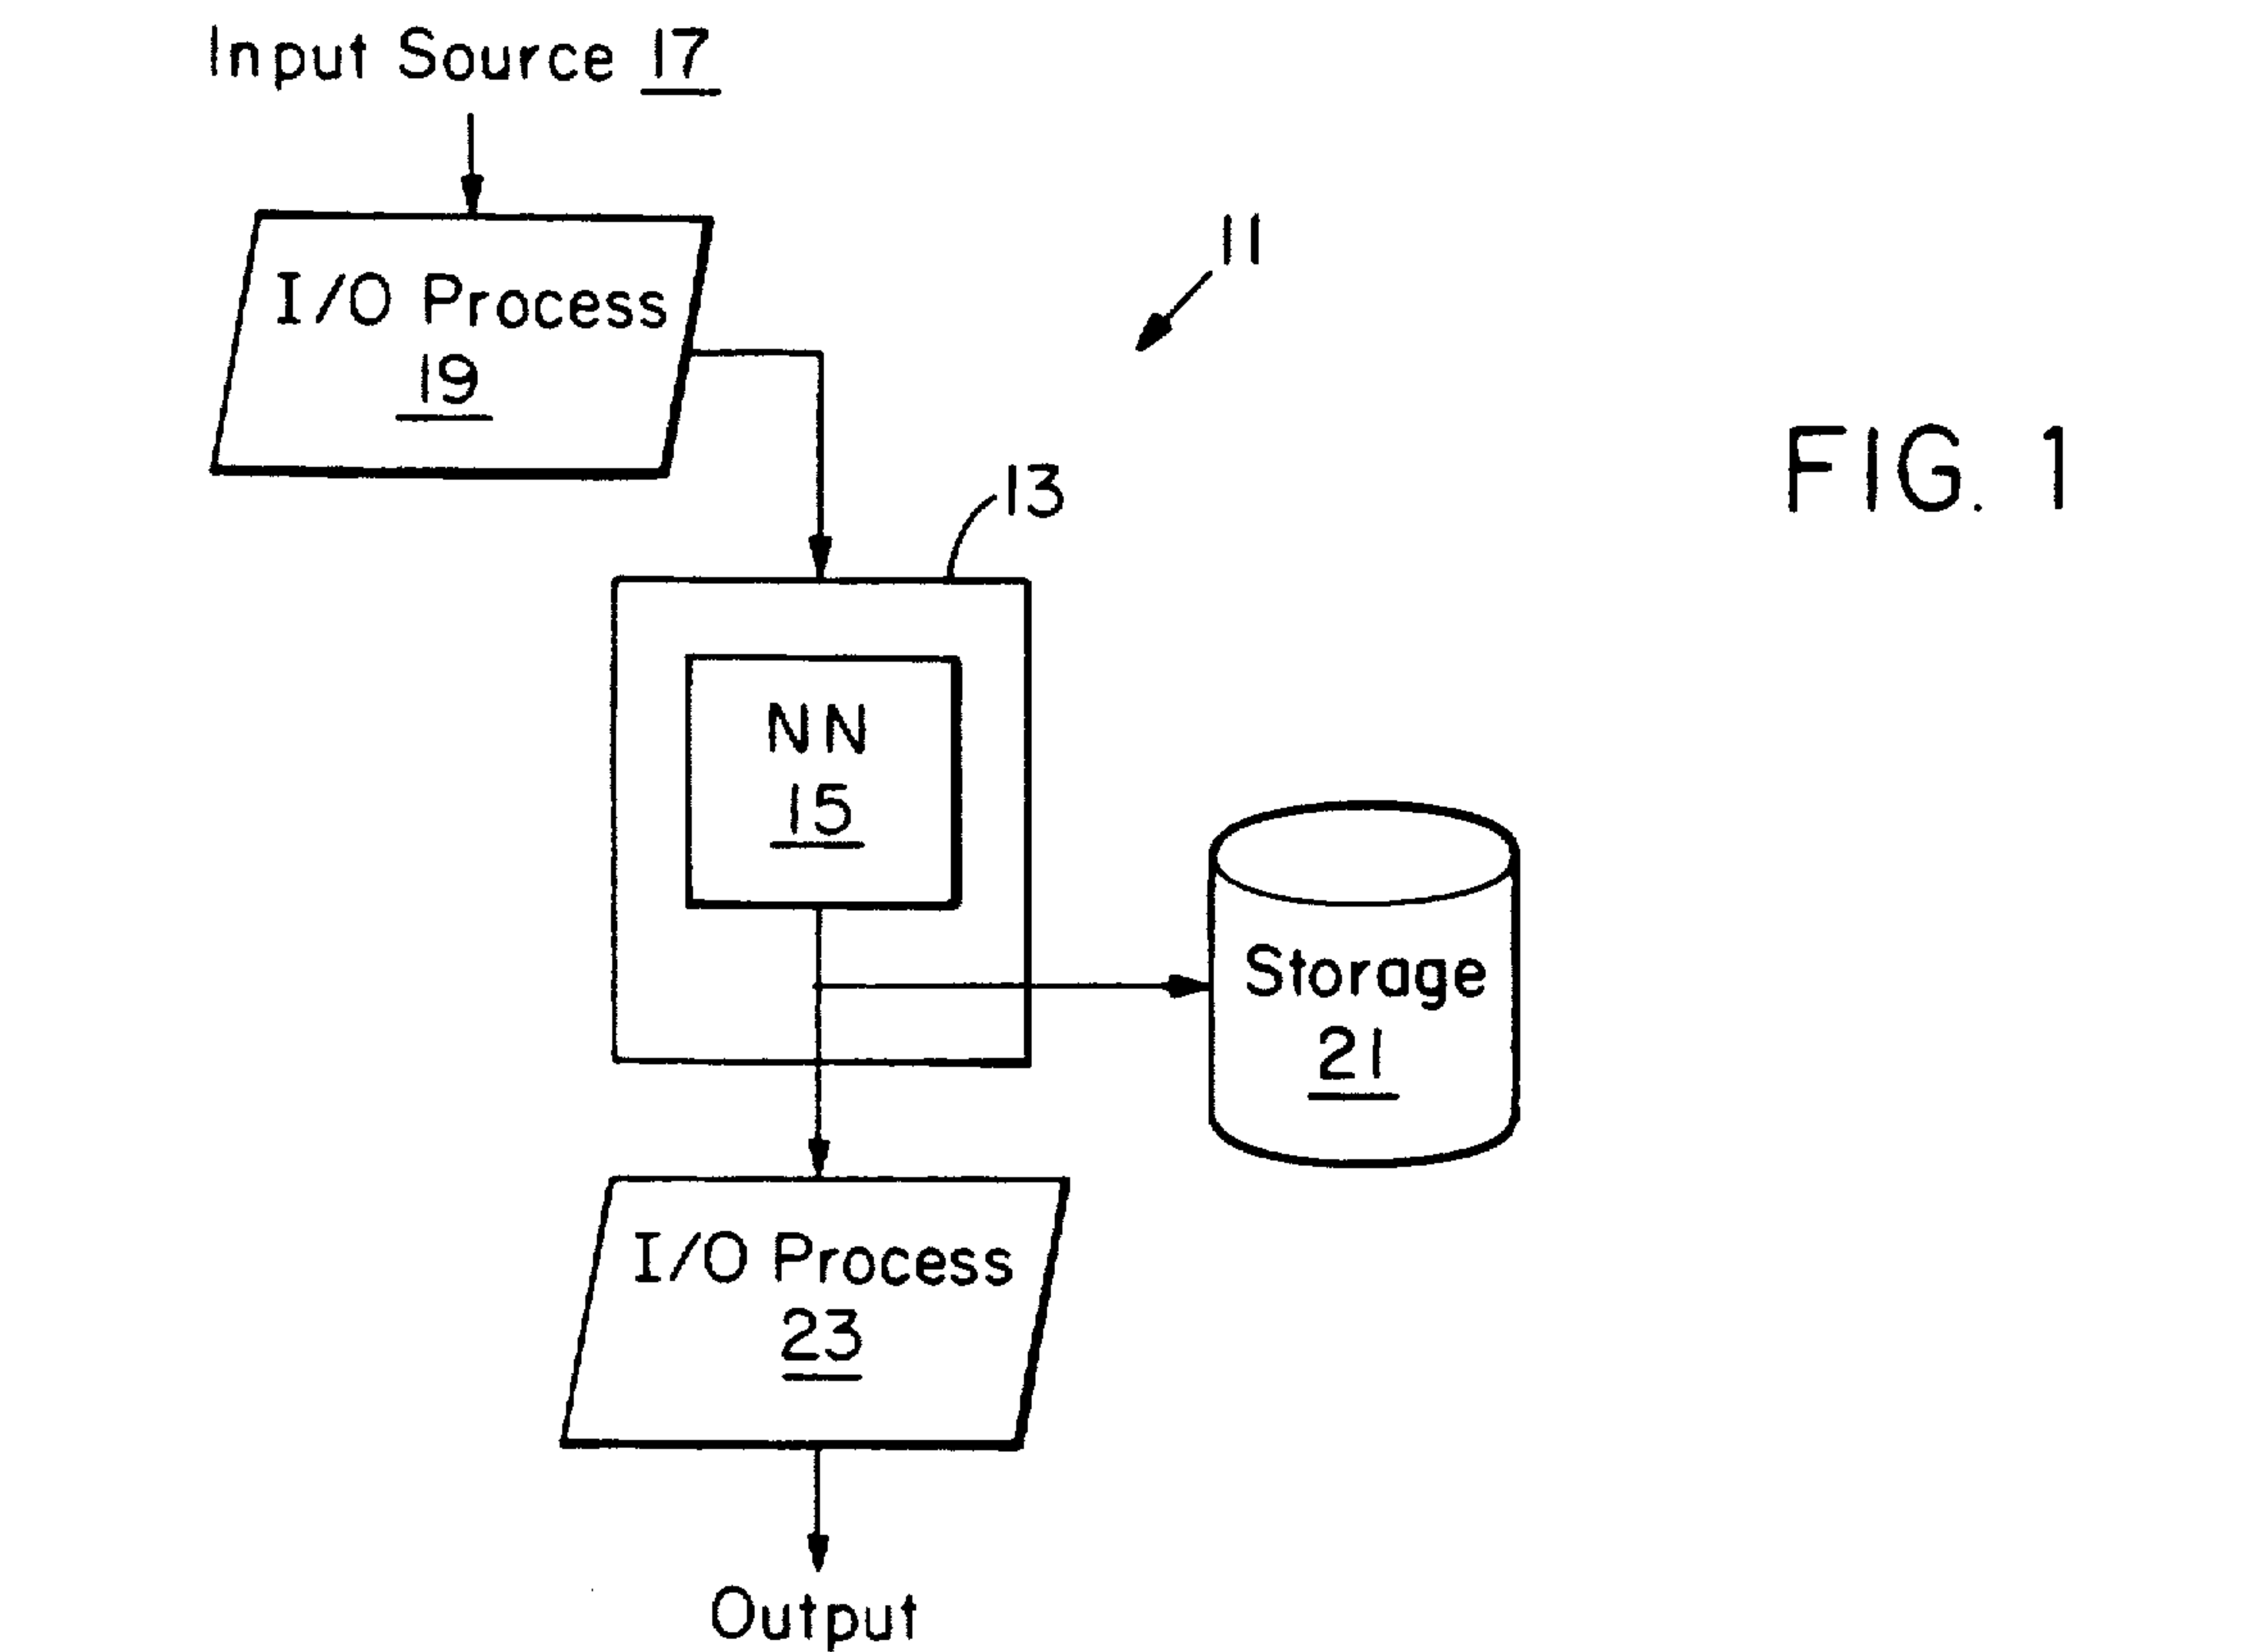 Input Source 17
I/O Process
19
11
FIG. 1
13
NN
15
Storage
21
I/O Process
23
Output